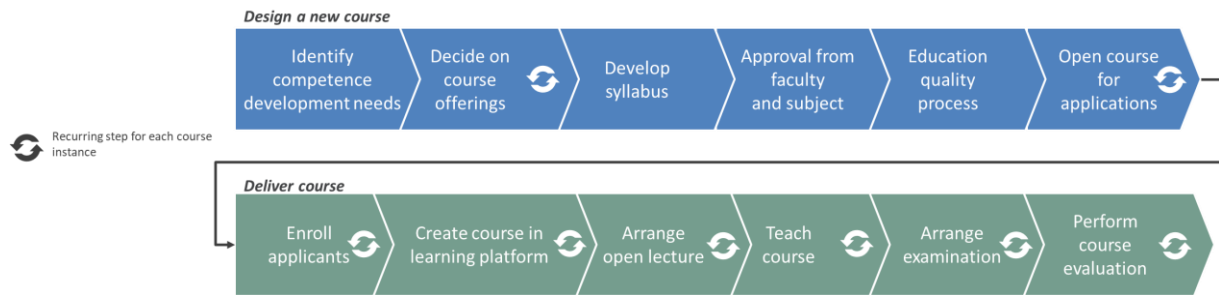 Design a new course
Identify
competence
development needs
Decide on
course
offerings
Develop
syllabus
Approval from
faculty
and subject
Education
quality
process
Open course
for
applications
Recurring step for each course
instance
Deliver course
Enroll
applicants
Create course in
learning platform
Arrange
open lecture
Teach
course
Arrange
examination
Perform
course
evaluation